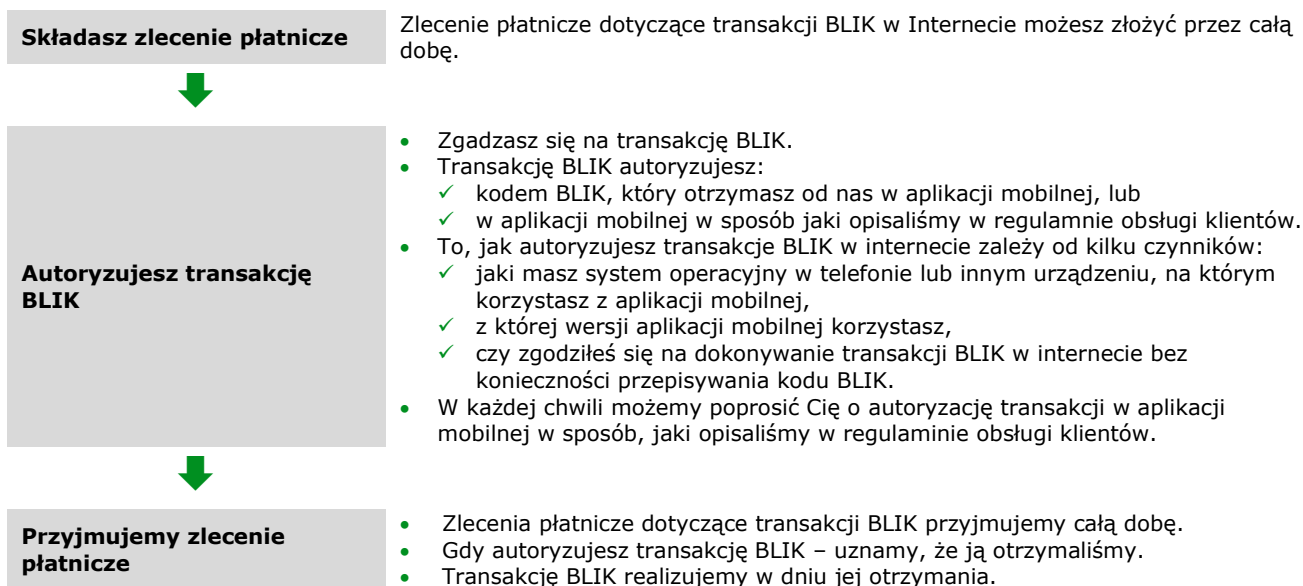 Składasz zlecenie płatnicze
Zlecenie płatnicze dotyczące transakcji BLIK w Internecie możesz złożyć przez całą
dobę.
Autoryzujesz transakcję
BLIK
• Zgadzasz się na transakcję BLIK.
• Transakcję BLIK autoryzujesz:
✓ kodem BLIK, który otrzymasz od nas w aplikacji mobilnej, lub
✓ w aplikacji mobilnej w sposób jaki opisaliśmy w regulamnie obsługi klientów.
• To, jak autoryzujesz transakcje BLIK w internecie zależy od kilku czynników:
✓ jaki masz system operacyjny w telefonie lub innym urządzeniu, na którym
korzystasz z aplikacji mobilnej,
✓ z której wersji aplikacji mobilnej korzystasz,
✓ czy zgodziłeś się na dokonywanie transakcji BLIK w internecie bez
konieczności przepisywania kodu BLIK.
• W każdej chwili możemy poprosić Cię o autoryzację transakcji w aplikacji
mobilnej w sposób, jaki opisaliśmy w regulaminie obsługi klientów.
Przyjmujemy zlecenie
płatnicze
• Zlecenia płatnicze dotyczące transakcji BLIK przyjmujemy całą dobę.
• Gdy autoryzujesz transakcję BLIK – uznamy, że ją otrzymaliśmy.
• Transakcję BLIK realizujemy w dniu jej otrzymania.